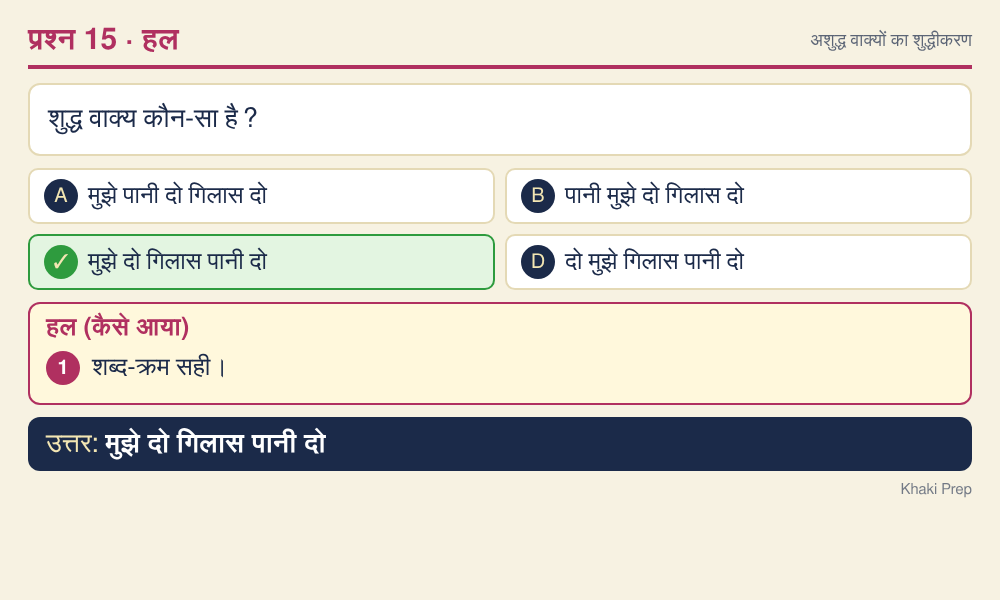 प्रश्न 15 · हल
अशुद्ध वाक्यों का शुद्धीकरण
शुद्ध वाक्य कौन-सा है ?
A मुझे पानी दो गिलास दो
B पानी मुझे दो गिलास दो
✓ मुझे दो गिलास पानी दो
D दो मुझे गिलास पानी दो
हल (कैसे आया)
1 शब्द-क्रम सही।
उत्तर: मुझे दो गिलास पानी दो
Khaki Prep